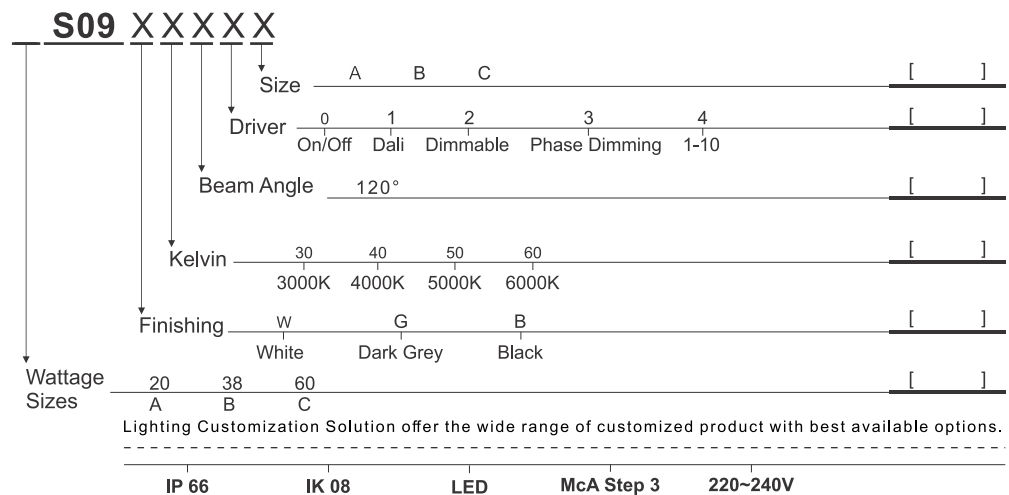 S09 X X X X X
Size A B C [ ]
Driver 0 1 2 3 4 [ ]
On/Off Dali Dimmable Phase Dimming 1-10
Beam Angle 120° [ ]
Kelvin 30 40 50 60 [ ]
3000K 4000K 5000K 6000K
Finishing W G B [ ]
White Dark Grey Black
Wattage 20 38 60 [ ]
Sizes A B C
Lighting Customization Solution offer the wide range of customized product with best available options.
IP 66 IK 08 LED McA Step 3 220~240V